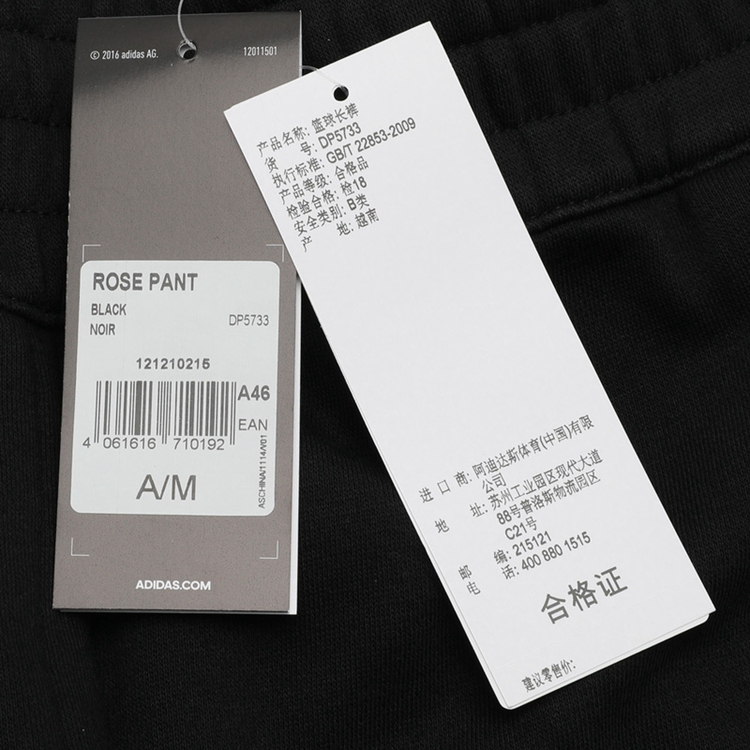 © 2016 adidas AG.
12011501
ROSE PANT
BLACK
NOIR
DP5733
121210215
A46
EAN
4 061616 710192
A/M
ASCHINA/1114/V01
ADIDAS.COM
产品名称: 篮球长裤
货 号: DP5733
执行标准: GB/T 22853-2009
产品等级: 合格品
检验合格: 检18
安全类别: B类
产 地: 越南
进 口 商: 阿迪达斯体育(中国)有限
公司
地 址: 苏州工业园区现代大道
88号普洛斯物流园区
C21号
邮 编: 215121
电 话: 400 880 1515
合格证
建议零售价: